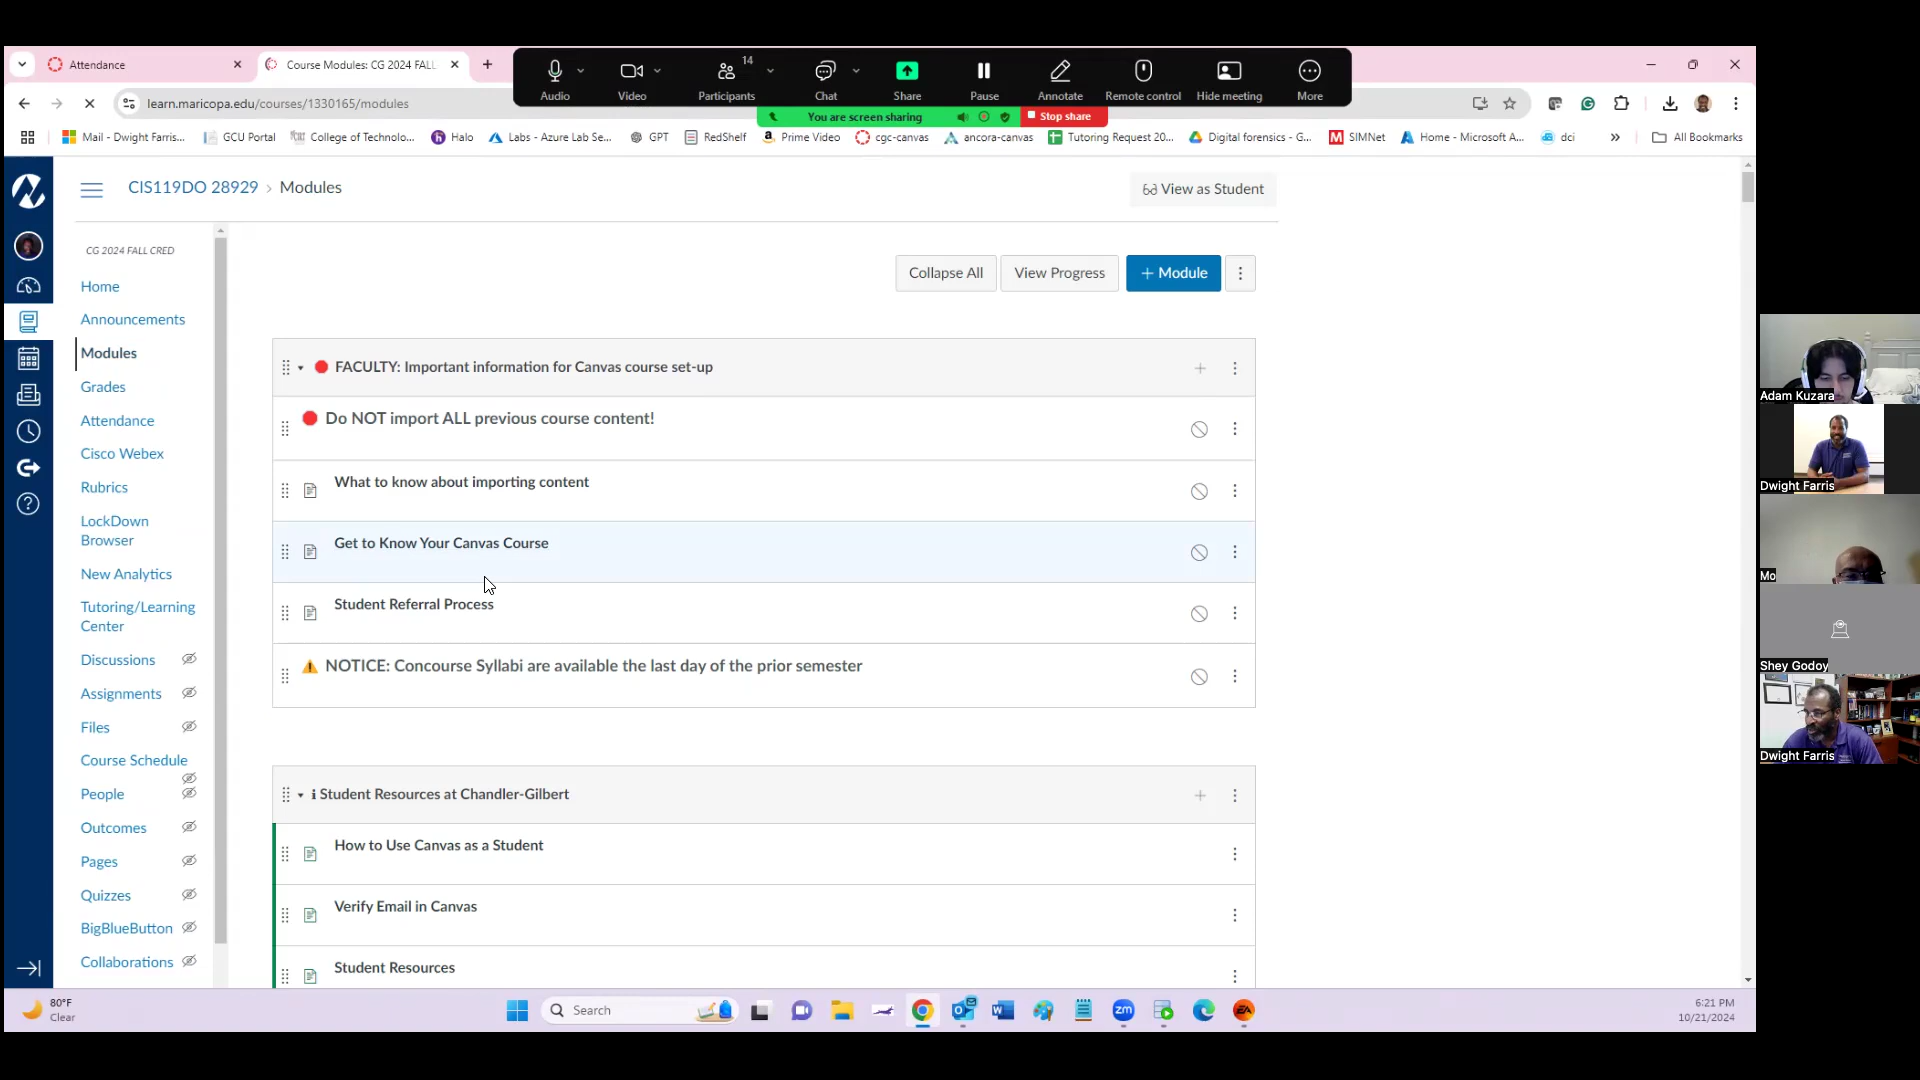 Attendance
Course Modules: CG 2024 FALL
14
Audio
Video
Participants
Chat
Share
Pause
Annotate
Remote control
Hide meeting
More
You are screen sharing
Stop share
learn.maricopa.edu/courses/1330165/modules
Mail - Dwight Farris...
GCU Portal
College of Technolo...
Halo
Labs - Azure Lab Se...
GPT
RedShelf
Prime Video
cgc-canvas
ancora-canvas
Tutoring Request 20...
Digital forensics - G...
SIMNet
Home - Microsoft A...
dci
All Bookmarks
CIS119DO 28929 › Modules
View as Student
CG 2024 FALL CRED
Home
Announcements
Modules
Grades
Attendance
Cisco Webex
Rubrics
LockDown
Browser
New Analytics
Tutoring/Learning
Center
Discussions
Assignments
Files
Course Schedule
People
Outcomes
Pages
Quizzes
BigBlueButton
Collaborations
Collapse All
View Progress
+ Module
FACULTY: Important information for Canvas course set-up
Do NOT import ALL previous course content!
What to know about importing content
Get to Know Your Canvas Course
Student Referral Process
NOTICE: Concourse Syllabi are available the last day of the prior semester
Student Resources at Chandler-Gilbert
How to Use Canvas as a Student
Verify Email in Canvas
Student Resources
Adam Kuzara
Dwight Farris
Mo
Shey Godoy
Dwight Farris
80°F
Clear
Search
zm
6:21 PM
10/21/2024